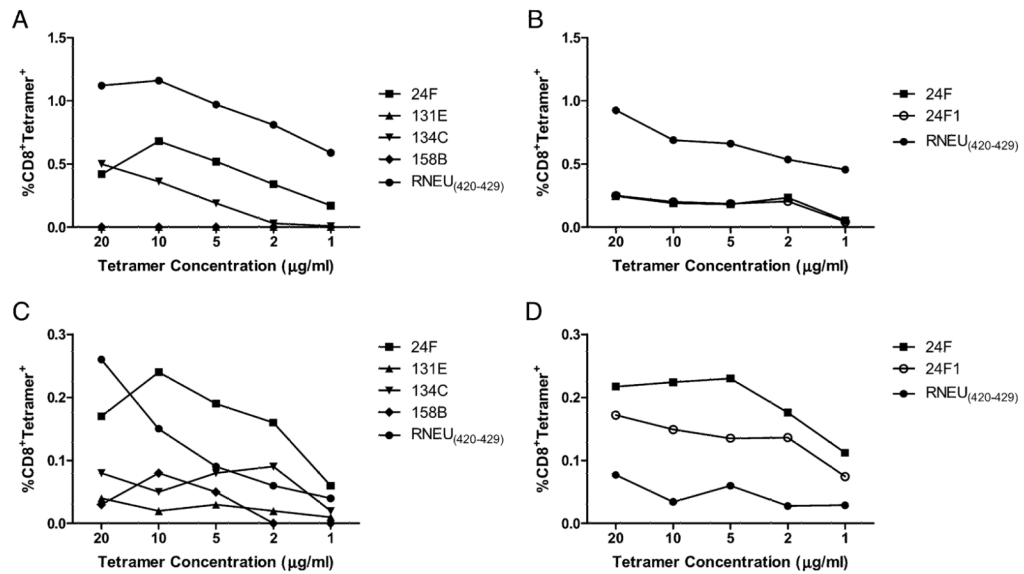 A
1.5
1.0
0.5
0.0
%CD8+Tetramer+
20 10 5 2 1
Tetramer Concentration (μg/ml)
24F
131E
134C
158B
RNEU(420-429)
B
1.5
1.0
0.5
0.0
%CD8+Tetramer+
20 10 5 2 1
Tetramer Concentration (μg/ml)
24F
24F1
RNEU(420-429)
C
0.3
0.2
0.1
0.0
%CD8+Tetramer+
20 10 5 2 1
Tetramer Concentration (μg/ml)
24F
131E
134C
158B
RNEU(420-429)
D
0.3
0.2
0.1
0.0
%CD8+Tetramer+
20 10 5 2 1
Tetramer Concentration (μg/ml)
24F
24F1
RNEU(420-429)